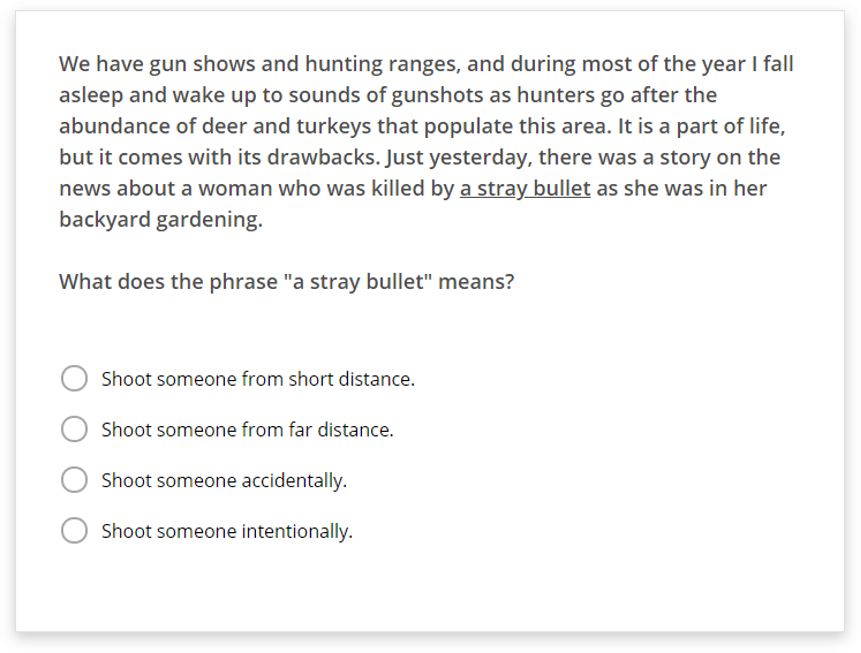 We have gun shows and hunting ranges, and during most of the year I fall
asleep and wake up to sounds of gunshots as hunters go after the
abundance of deer and turkeys that populate this area. It is a part of life,
but it comes with its drawbacks. Just yesterday, there was a story on the
news about a woman who was killed by a stray bullet as she was in her
backyard gardening.
What does the phrase "a stray bullet" means?
Shoot someone from short distance.
Shoot someone from far distance.
Shoot someone accidentally.
Shoot someone intentionally.